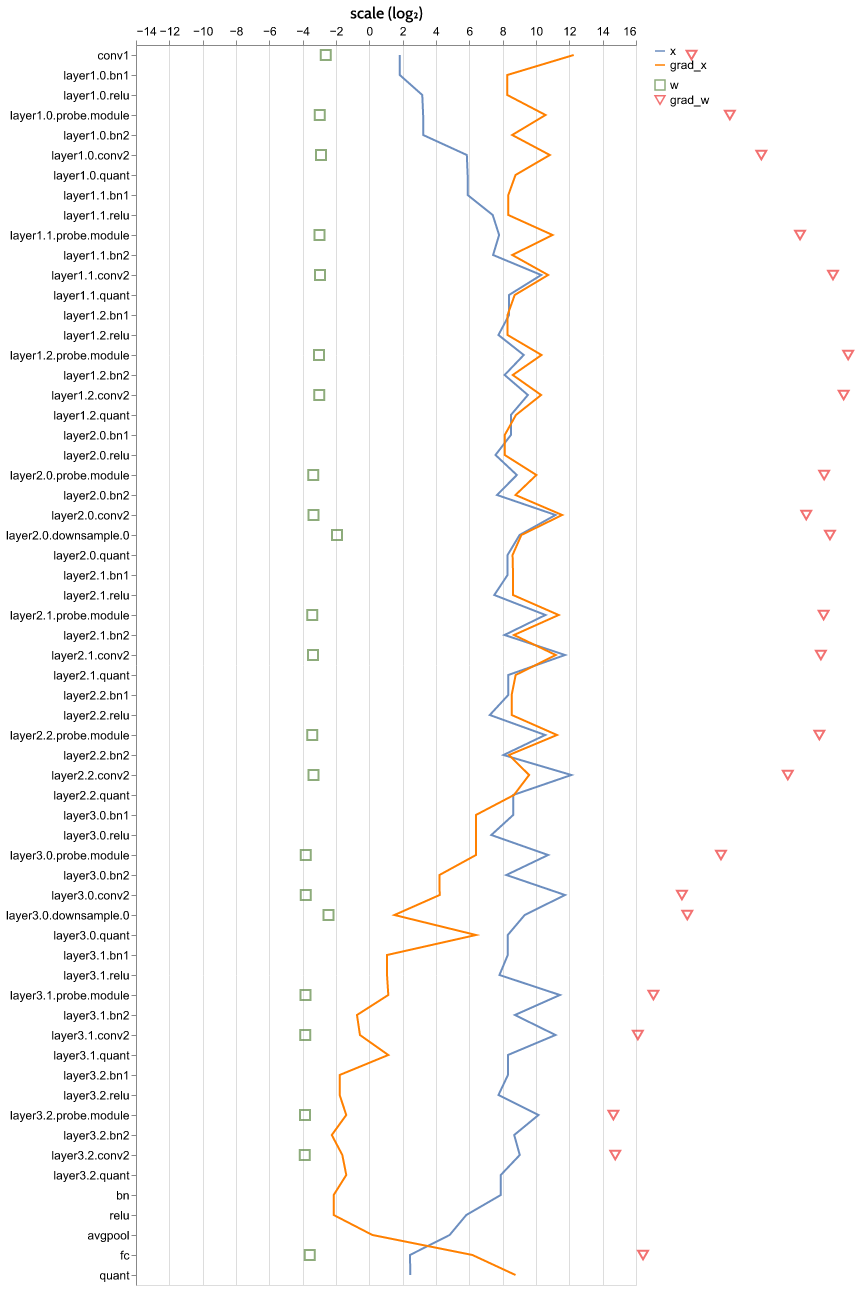 scale (log₂)
−14 −12 −10 −8 −6 −4 −2 0 2 4 6 8 10 12 14 16
x
grad_x
w
grad_w
conv1
layer1.0.bn1
layer1.0.relu
layer1.0.probe.module
layer1.0.bn2
layer1.0.conv2
layer1.0.quant
layer1.1.bn1
layer1.1.relu
layer1.1.probe.module
layer1.1.bn2
layer1.1.conv2
layer1.1.quant
layer1.2.bn1
layer1.2.relu
layer1.2.probe.module
layer1.2.bn2
layer1.2.conv2
layer1.2.quant
layer2.0.bn1
layer2.0.relu
layer2.0.probe.module
layer2.0.bn2
layer2.0.conv2
layer2.0.downsample.0
layer2.0.quant
layer2.1.bn1
layer2.1.relu
layer2.1.probe.module
layer2.1.bn2
layer2.1.conv2
layer2.1.quant
layer2.2.bn1
layer2.2.relu
layer2.2.probe.module
layer2.2.bn2
layer2.2.conv2
layer2.2.quant
layer3.0.bn1
layer3.0.relu
layer3.0.probe.module
layer3.0.bn2
layer3.0.conv2
layer3.0.downsample.0
layer3.0.quant
layer3.1.bn1
layer3.1.relu
layer3.1.probe.module
layer3.1.bn2
layer3.1.conv2
layer3.1.quant
layer3.2.bn1
layer3.2.relu
layer3.2.probe.module
layer3.2.bn2
layer3.2.conv2
layer3.2.quant
bn
relu
avgpool
fc
quant